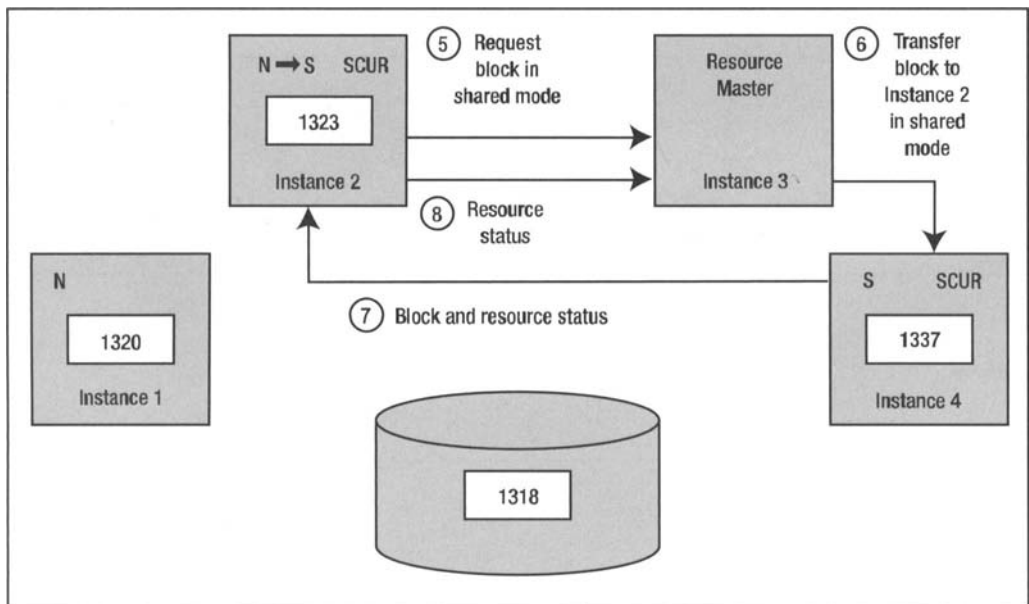 N → S SCUR
1323
Instance 2
5 Request
block in
shared mode
8 Resource
status
Resource
Master
Instance 3
6 Transfer
block to
Instance 2
in shared
mode
N
1320
Instance 1
7 Block and resource status
S SCUR
1337
Instance 4
1318